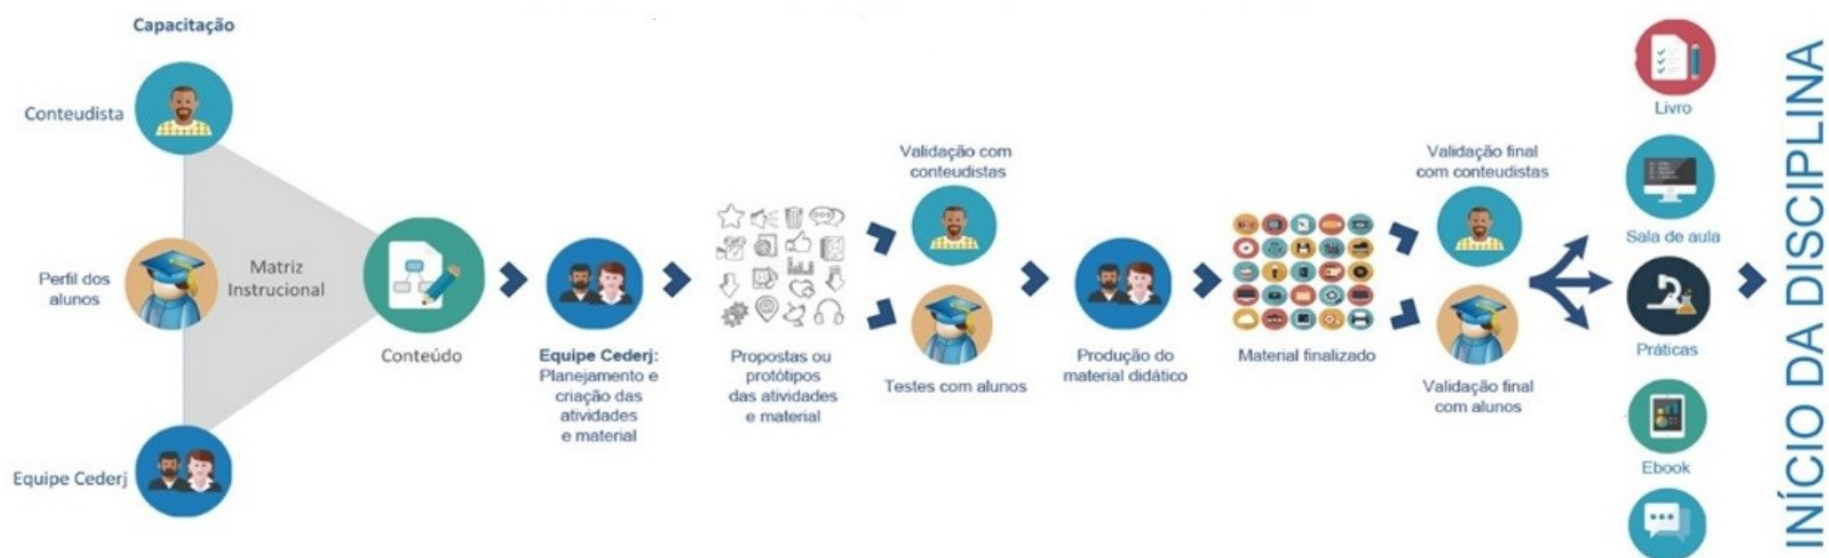 Capacitação
Conteudista
Perfil dos
alunos
Equipe Cederj
Matriz
Instrucional
Conteúdo
Equipe Cederj:
Planejamento e
criação das
atividades
e material
Propostas ou
protótipos
das atividades
e material
Validação com
conteudistas
Testes com alunos
Produção do
material didático
Material finalizado
Validação final
com conteudistas
Validação final
com alunos
Livro
Sala de aula
Práticas
Ebook
INÍCIO DA DISCIPLINA